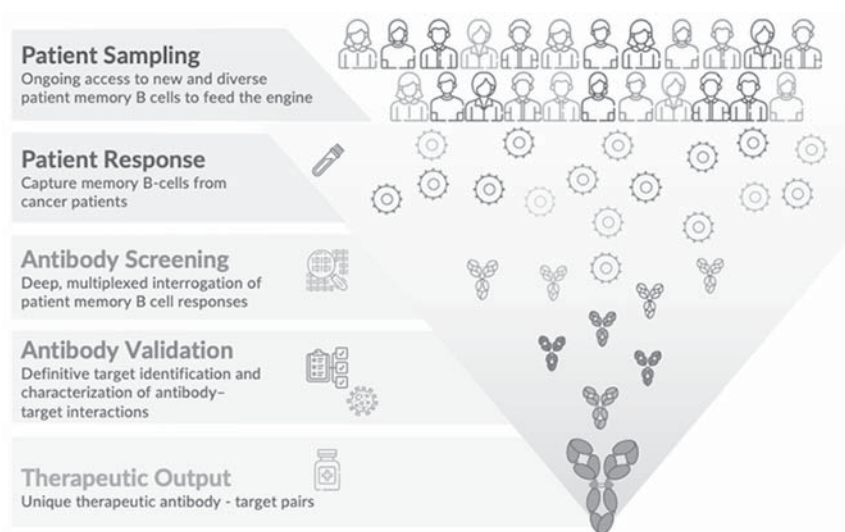 Patient Sampling
Ongoing access to new and diverse
patient memory B cells to feed the engine
Patient Response
Capture memory B-cells from
cancer patients
Antibody Screening
Deep, multiplexed interrogation of
patient memory B cell responses
Antibody Validation
Definitive target identification and
characterization of antibody–
target interactions
Therapeutic Output
Unique therapeutic antibody - target pairs